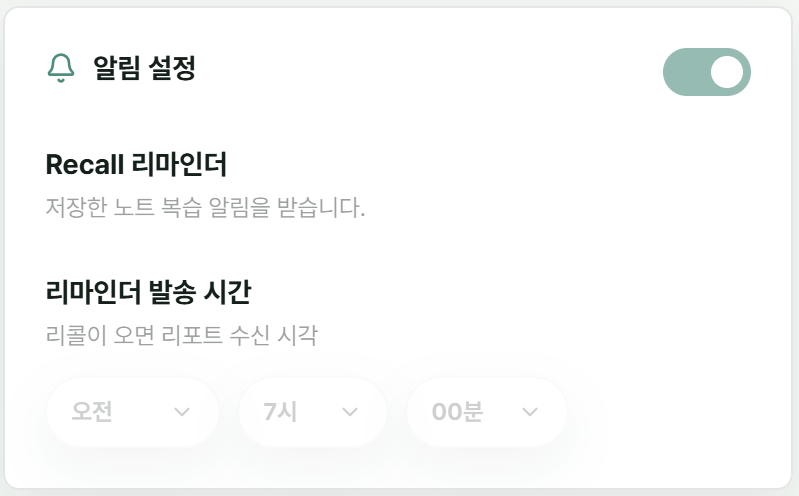 알림 설정
Recall 리마인더
저장한 노트 복습 알림을 받습니다.
리마인더 발송 시간
리콜이 오면 리포트 수신 시각
오전 7시 00분